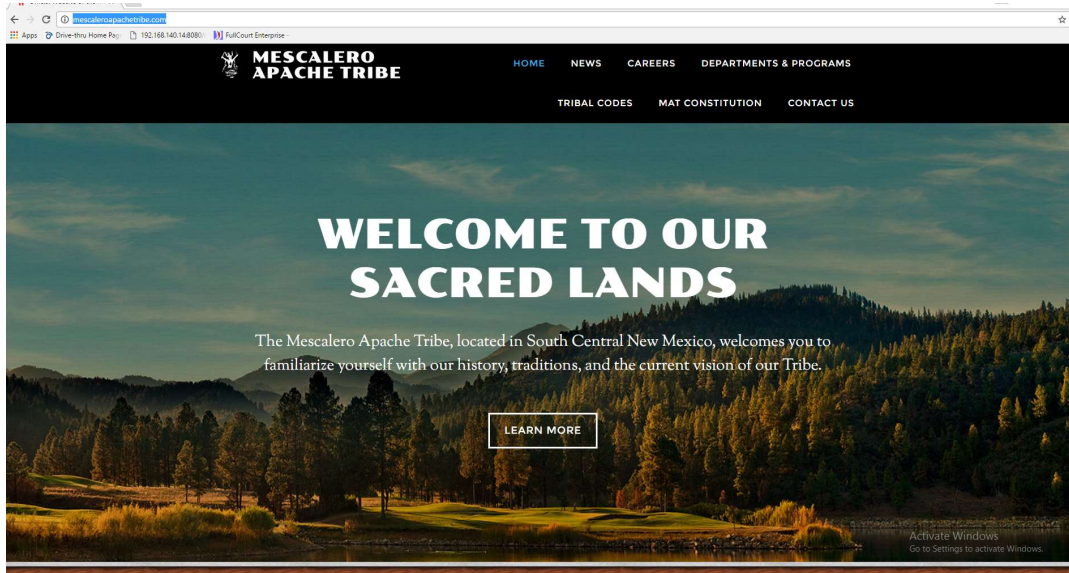 mescaleroapachetribe.com
Apps Drive-thru Home Pag 192.168.140.14:8080/ FullCourt Enterprise -
MESCALERO
APACHE TRIBE
HOME NEWS CAREERS DEPARTMENTS & PROGRAMS
TRIBAL CODES MAT CONSTITUTION CONTACT US
WELCOME TO OUR
SACRED LANDS
The Mescalero Apache Tribe, located in South Central New Mexico, welcomes you to
familiarize yourself with our history, traditions, and the current vision of our Tribe.
LEARN MORE
Activate Windows
Go to Settings to activate Windows.